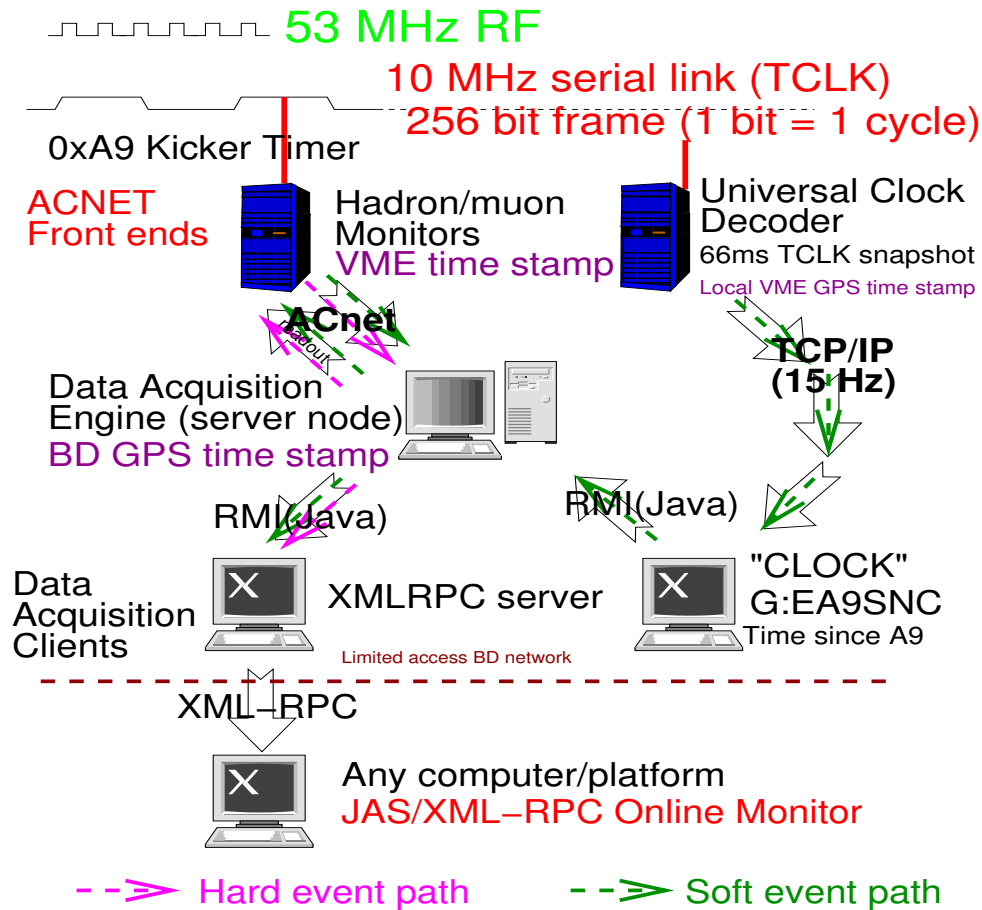 53 MHz RF
10 MHz serial link (TCLK)
256 bit frame (1 bit = 1 cycle)
0xA9 Kicker Timer
ACNET
Front ends
Hadron/muon
Monitors
VME time stamp
Universal Clock
Decoder
66ms TCLK snapshot
Local VME GPS time stamp
ACnet
readout
TCP/IP
(15 Hz)
Data Acquisition
Engine (server node)
BD GPS time stamp
RMI(Java)
RMI(Java)
Data
Acquisition
Clients
X
XMLRPC server
X
"CLOCK"
G:EA9SNC
Time since A9
Limited access BD network
XML–RPC
X
Any computer/platform
JAS/XML–RPC Online Monitor
Hard event path
Soft event path